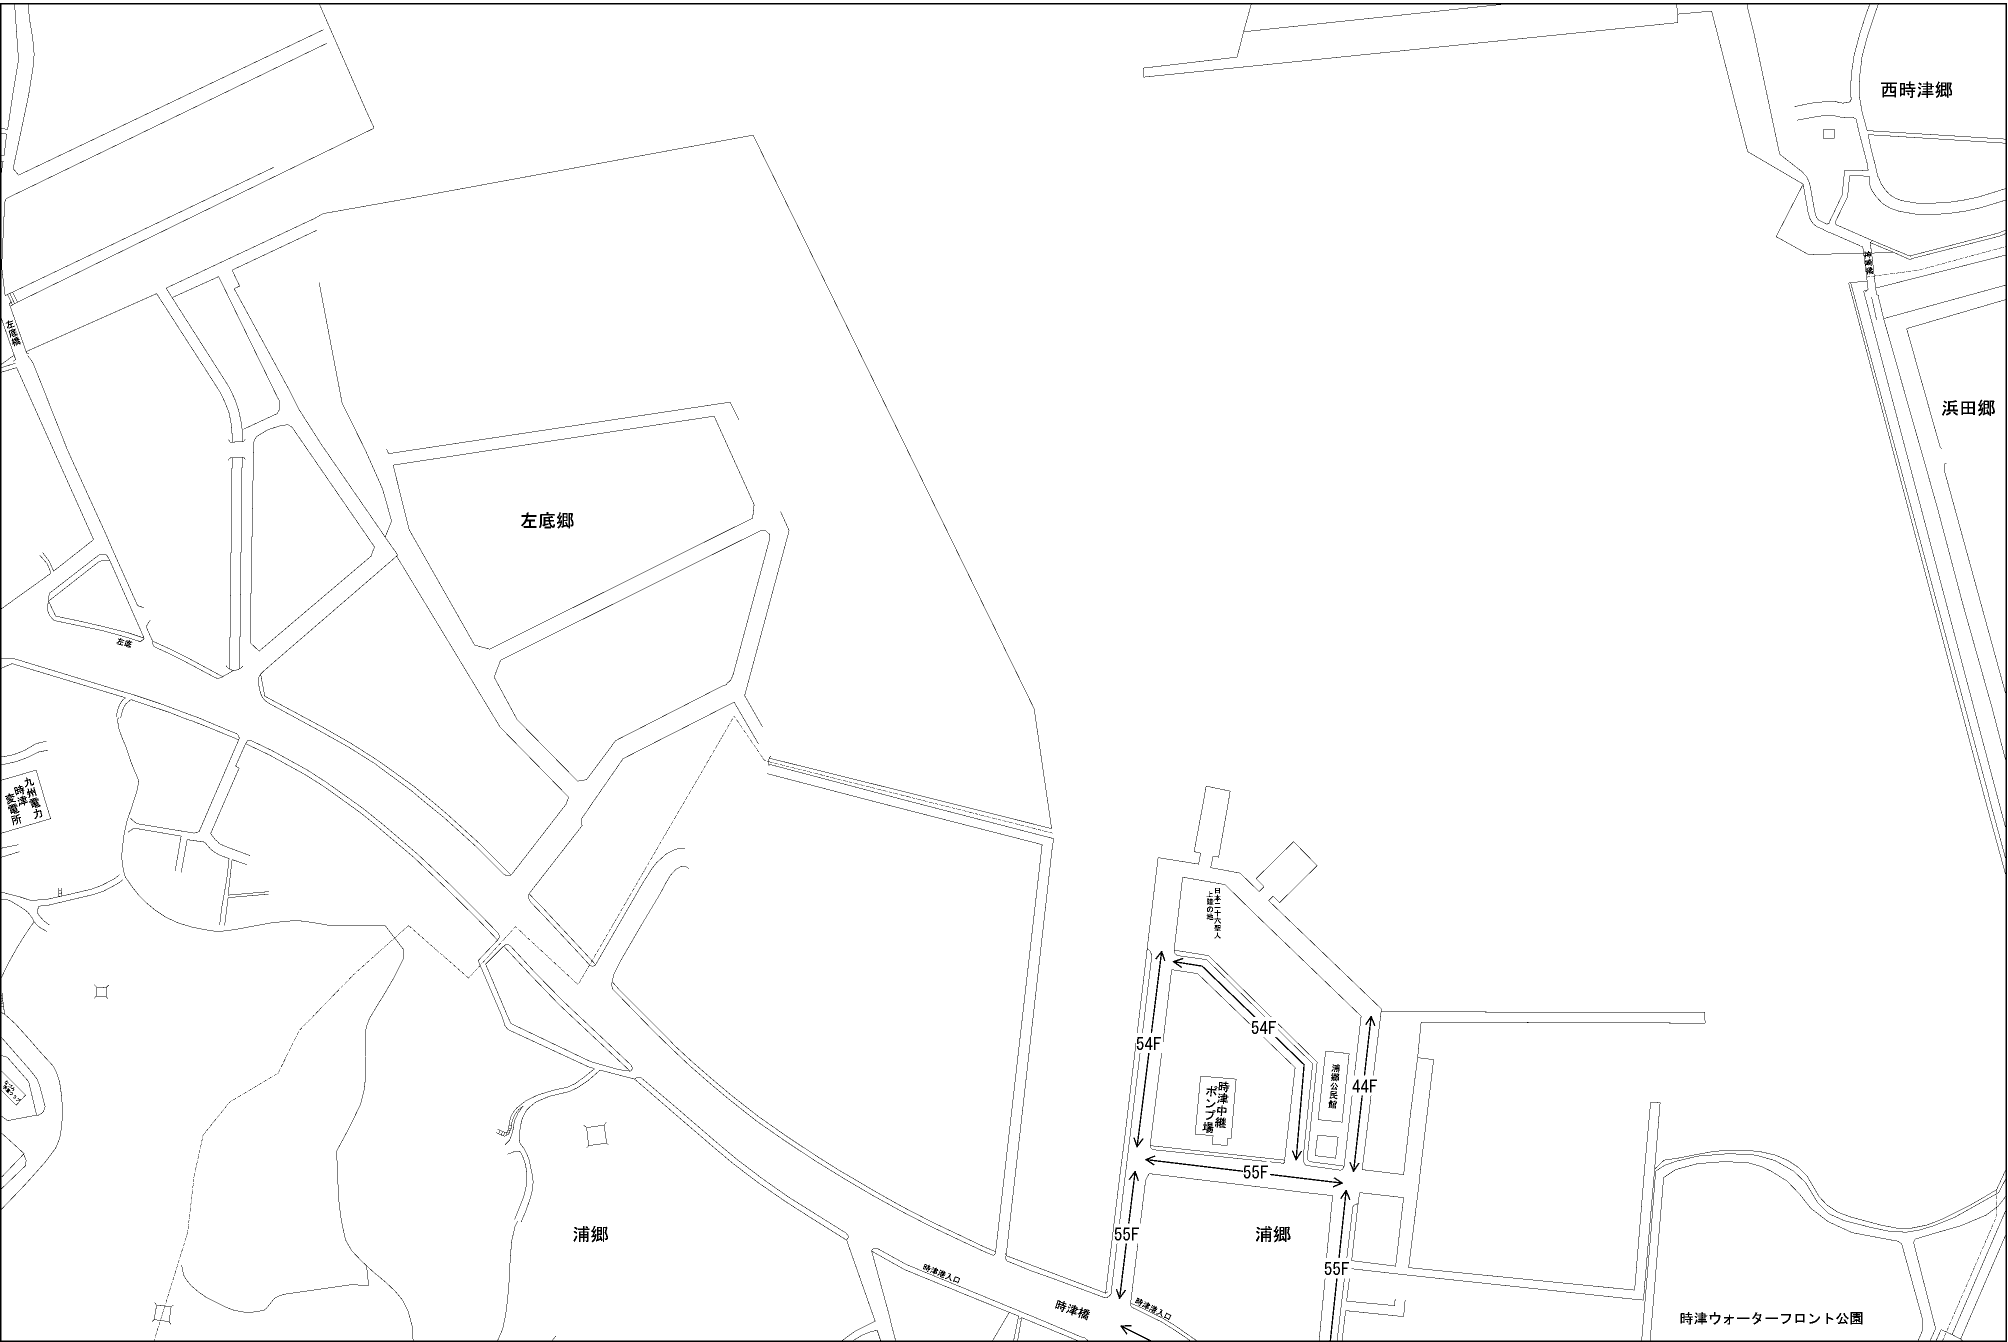 西時津郷
浜田郷
左底橋
左底郷
左底
九州電力
時津
変電所
日本二十六聖人
上陸の地
54F
54F
浦郷公民館
44F
時津中継
ポンプ場
55F
55F
浦郷
浦郷
55F
時津港入口
時津橋
時津港入口
時津ウォーターフロント公園